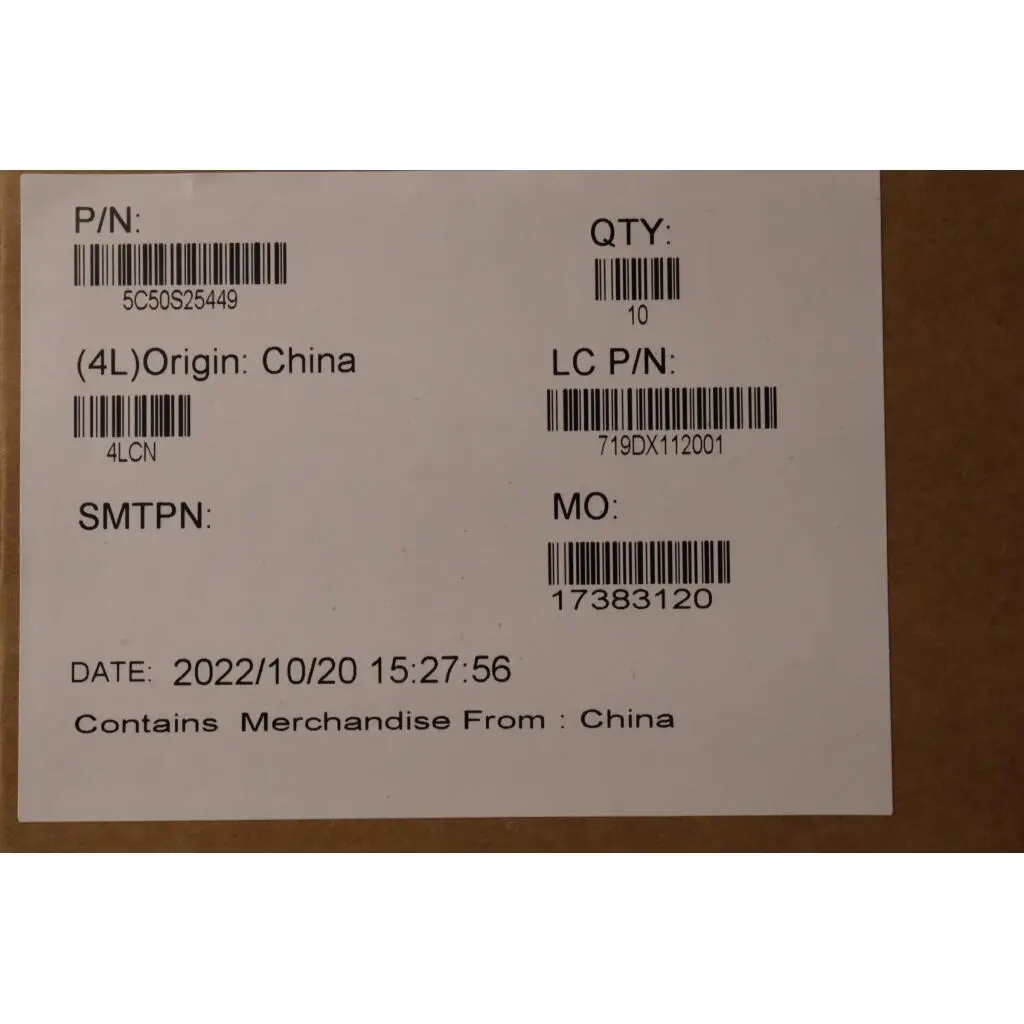 P/N:
5C50S25449
QTY:
10
(4L)Origin: China
4LCN
LC P/N:
719DX112001
SMTPN:
MO:
17383120
DATE: 2022/10/20 15:27:56
Contains Merchandise From : China